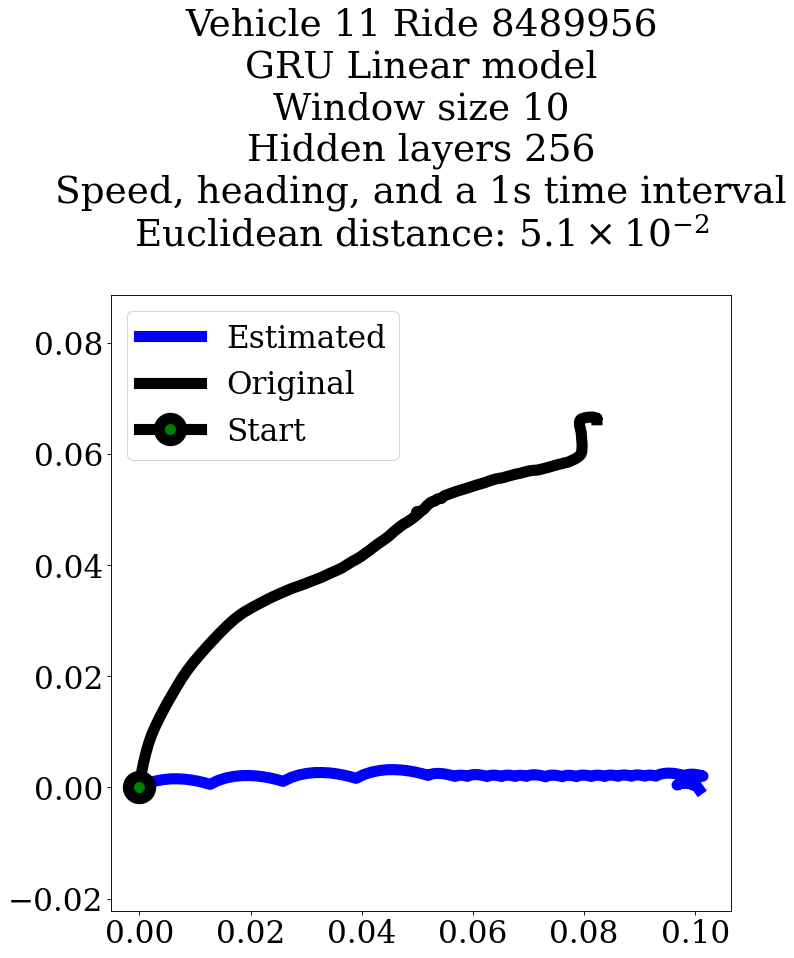 Vehicle 11 Ride 8489956
GRU Linear model
Window size 10
Hidden layers 256
Speed, heading, and a 1s time interval
Euclidean distance: 5.1 × 10⁻²
Estimated
Original
Start
0.08
0.06
0.04
0.02
0.00
−0.02
0.00 0.02 0.04 0.06 0.08 0.10